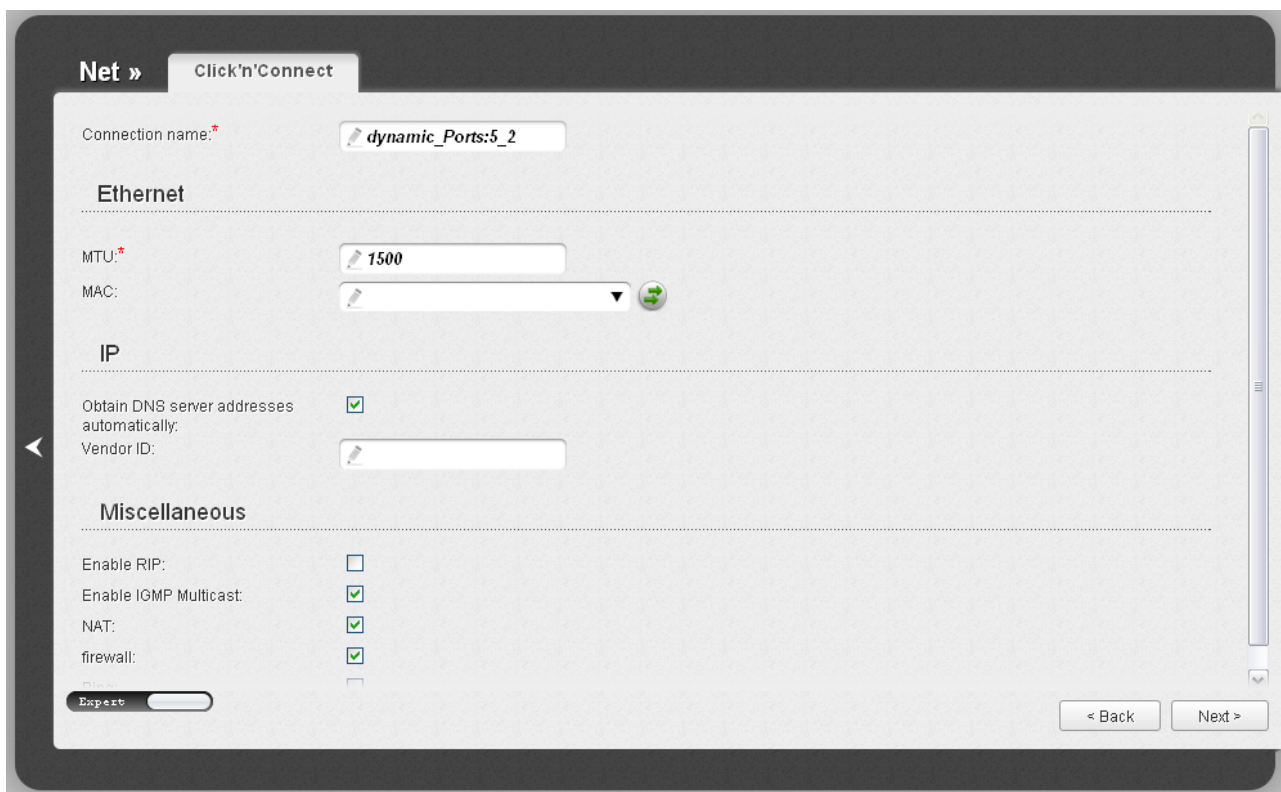 Net » Click'n'Connect
Connection name:* dynamic_Ports:5_2
Ethernet
MTU:* 1500
MAC:
IP
Obtain DNS server addresses
automatically:
Vendor ID:
Miscellaneous
Enable RIP:
Enable IGMP Multicast:
NAT:
firewall:
Expert
< Back Next >